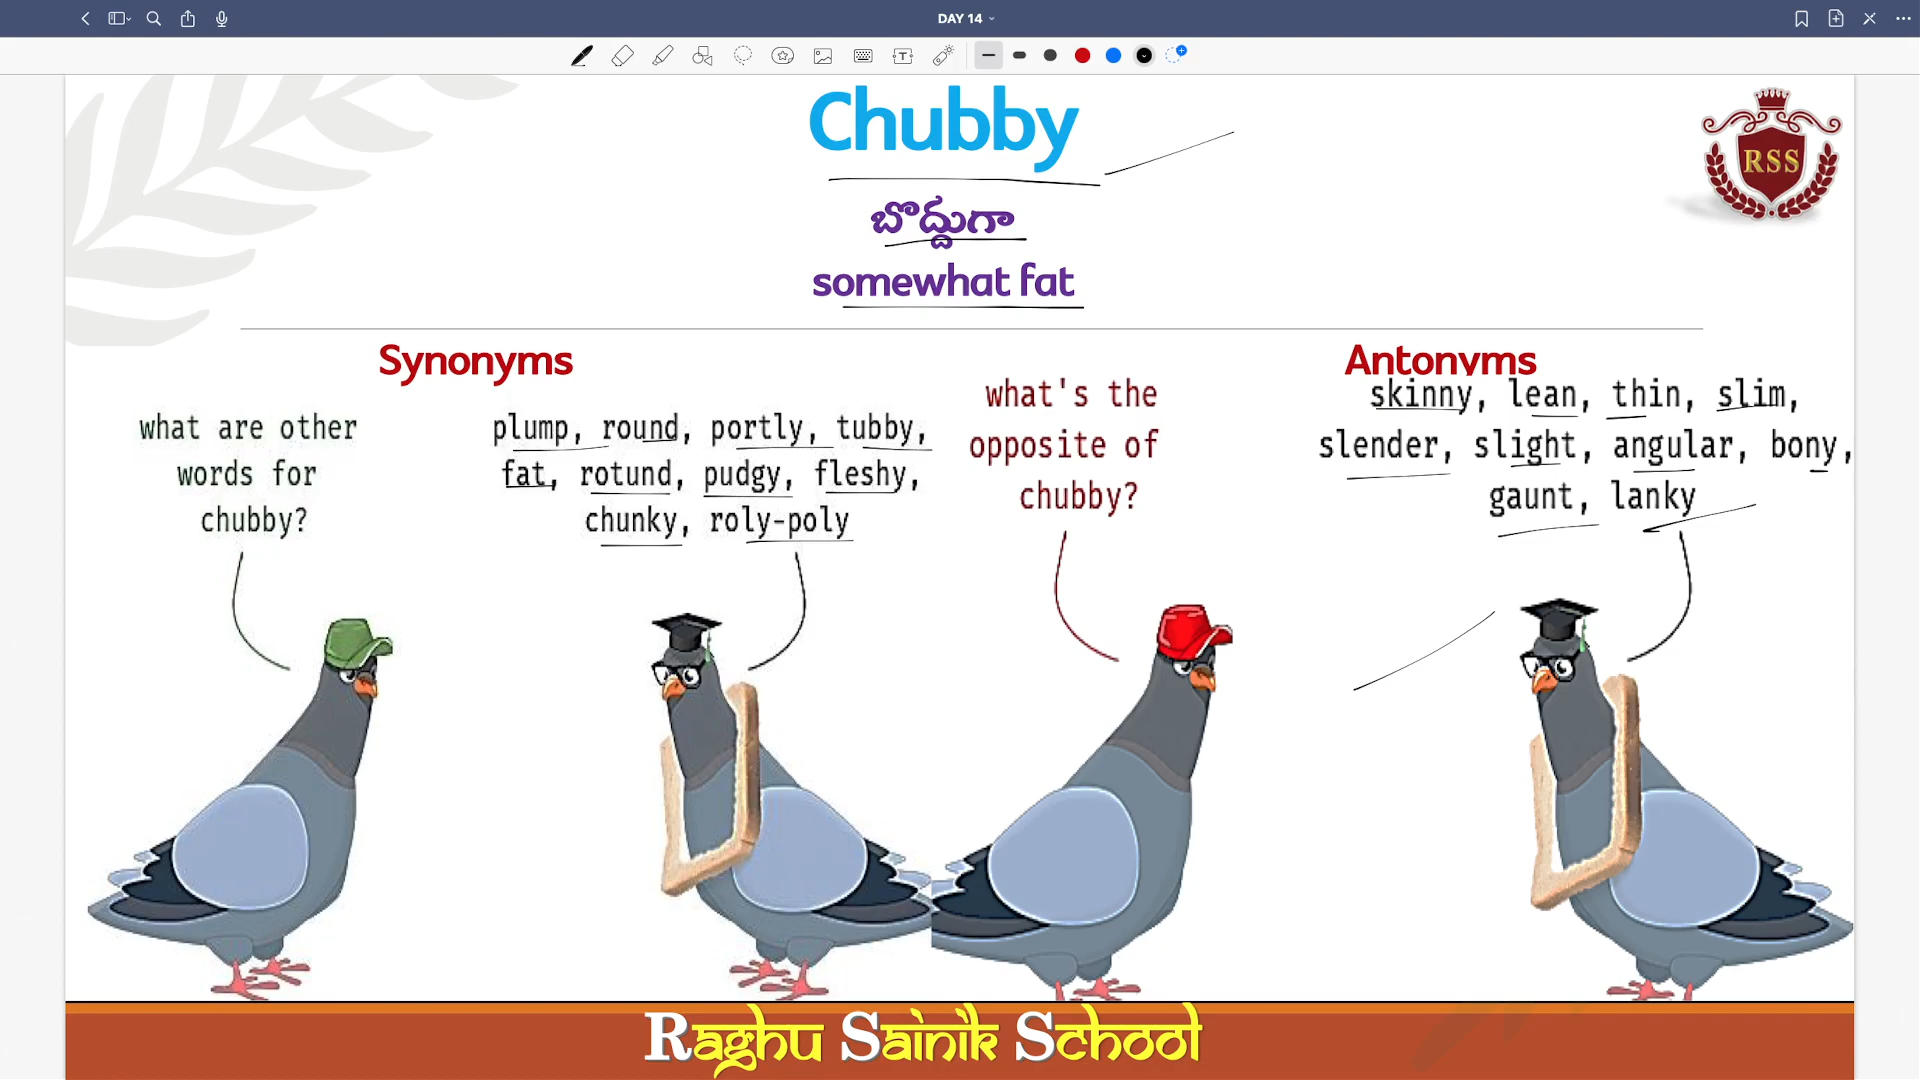 DAY 14
Chubby
RSS
బొద్దుగా
somewhat fat
Synonyms
what are other
words for
chubby?
plump, round, portly, tubby,
fat, rotund, pudgy, fleshy,
chunky, roly-poly
Antonyms
what's the
opposite of
chubby?
skinny, lean, thin, slim,
slender, slight, angular, bony,
gaunt, lanky
Raghu Sainik School